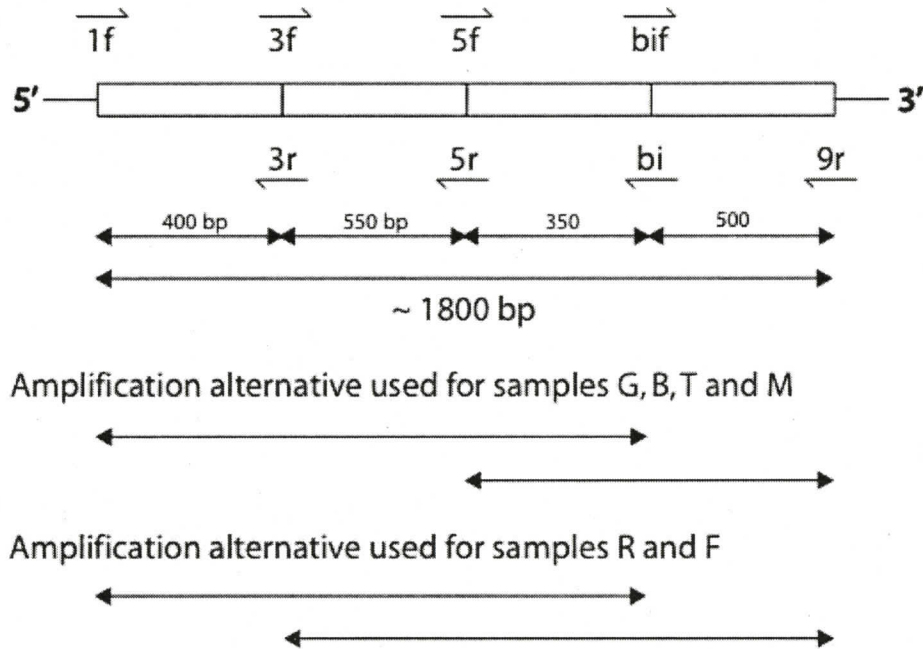 1f 3f 5f bif
5′ 3′
3r 5r bi 9r
400 bp 550 bp 350 500
~ 1800 bp
Amplification alternative used for samples G, B, T and M
Amplification alternative used for samples R and F